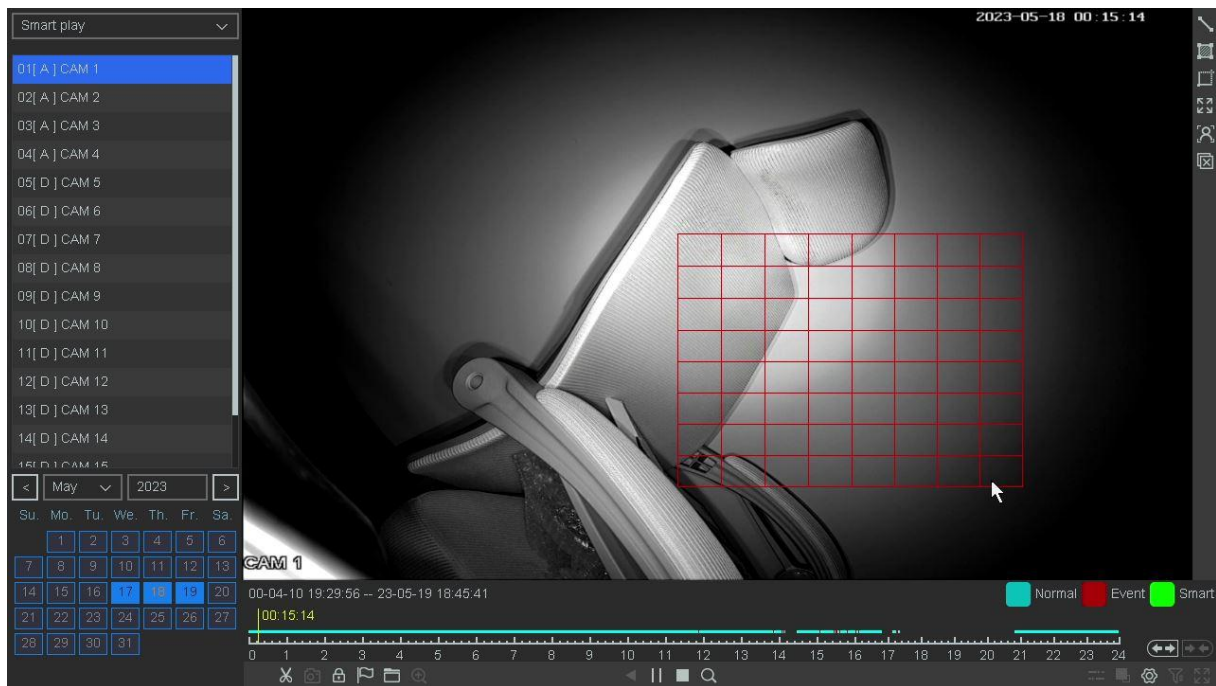 Smart play
2023-05-18 00:15:14
01[ A ] CAM 1
02[ A ] CAM 2
03[ A ] CAM 3
04[ A ] CAM 4
05[ D ] CAM 5
06[ D ] CAM 6
07[ D ] CAM 7
08[ D ] CAM 8
09[ D ] CAM 9
10[ D ] CAM 10
11[ D ] CAM 11
12[ D ] CAM 12
13[ D ] CAM 13
14[ D ] CAM 14
15[ D ] CAM 15
< May 2023 >
Su. Mo. Tu. We. Th. Fr. Sa.
1 2 3 4 5 6
7 8 9 10 11 12 13
14 15 16 17 18 19 20
21 22 23 24 25 26 27
28 29 30 31
CAM 1
00-04-10 19:29:56 -- 23-05-19 18:45:41
Normal Event Smart
00:15:14
0 1 2 3 4 5 6 7 8 9 10 11 12 13 14 15 16 17 18 19 20 21 22 23 24